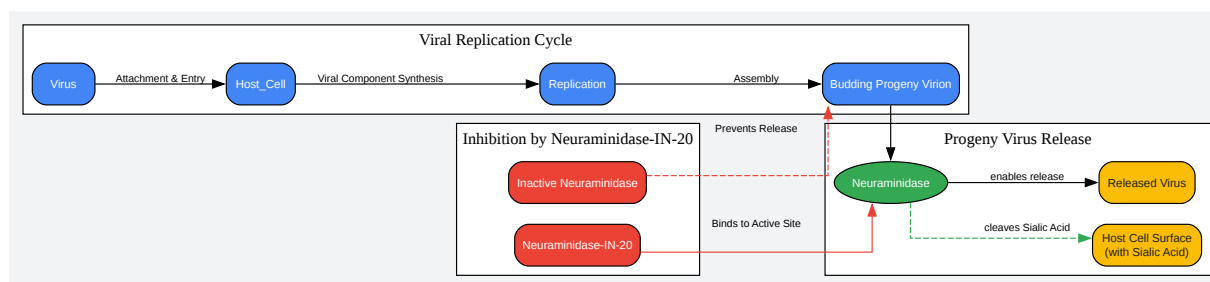 Viral Replication Cycle
Virus
Attachment & Entry
Host_Cell
Viral Component Synthesis
Replication
Assembly
Budding Progeny Virion
Prevents Release
Inhibition by Neuraminidase-IN-20
Inactive Neuraminidase
Neuraminidase-IN-20
Binds to Active Site
Progeny Virus Release
Neuraminidase
enables release
Released Virus
cleaves Sialic Acid
Host Cell Surface
(with Sialic Acid)